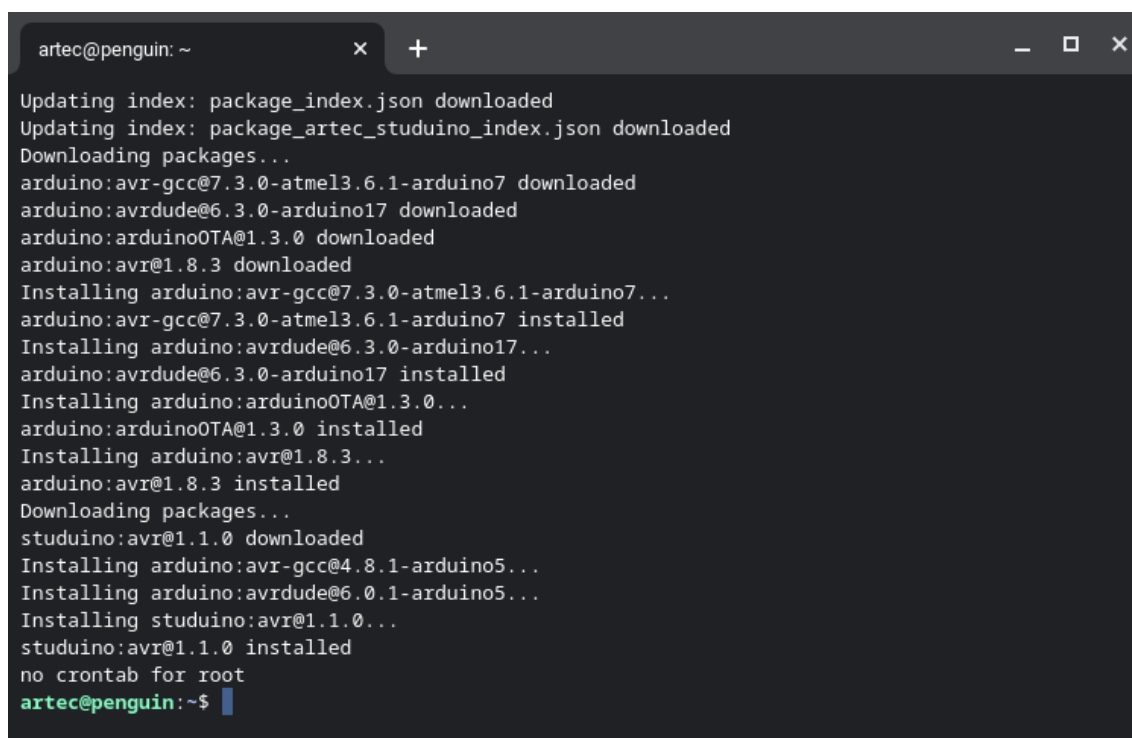 artec@penguin: ~
Updating index: package_index.json downloaded
Updating index: package_artec_studuino_index.json downloaded
Downloading packages...
arduino:avr-gcc@7.3.0-atmel3.6.1-arduino7 downloaded
arduino:avrdude@6.3.0-arduino17 downloaded
arduino:arduinoOTA@1.3.0 downloaded
arduino:avr@1.8.3 downloaded
Installing arduino:avr-gcc@7.3.0-atmel3.6.1-arduino7...
arduino:avr-gcc@7.3.0-atmel3.6.1-arduino7 installed
Installing arduino:avrdude@6.3.0-arduino17...
arduino:avrdude@6.3.0-arduino17 installed
Installing arduino:arduinoOTA@1.3.0...
arduino:arduinoOTA@1.3.0 installed
Installing arduino:avr@1.8.3...
arduino:avr@1.8.3 installed
Downloading packages...
studuino:avr@1.1.0 downloaded
Installing arduino:avr-gcc@4.8.1-arduino5...
Installing arduino:avrdude@6.0.1-arduino5...
Installing studuino:avr@1.1.0...
studuino:avr@1.1.0 installed
no crontab for root
artec@penguin:~$